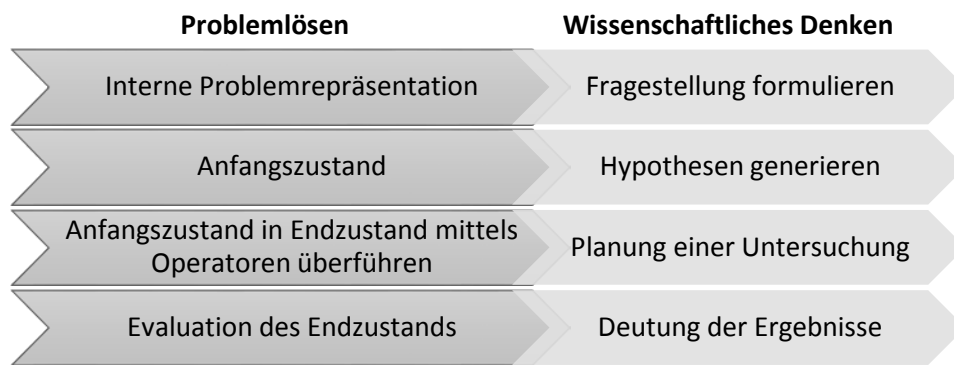 Problemlösen
Wissenschaftliches Denken
Interne Problemrepräsentation
Fragestellung formulieren
Anfangszustand
Hypothesen generieren
Anfangszustand in Endzustand mittels
Operatoren überführen
Planung einer Untersuchung
Evaluation des Endzustands
Deutung der Ergebnisse